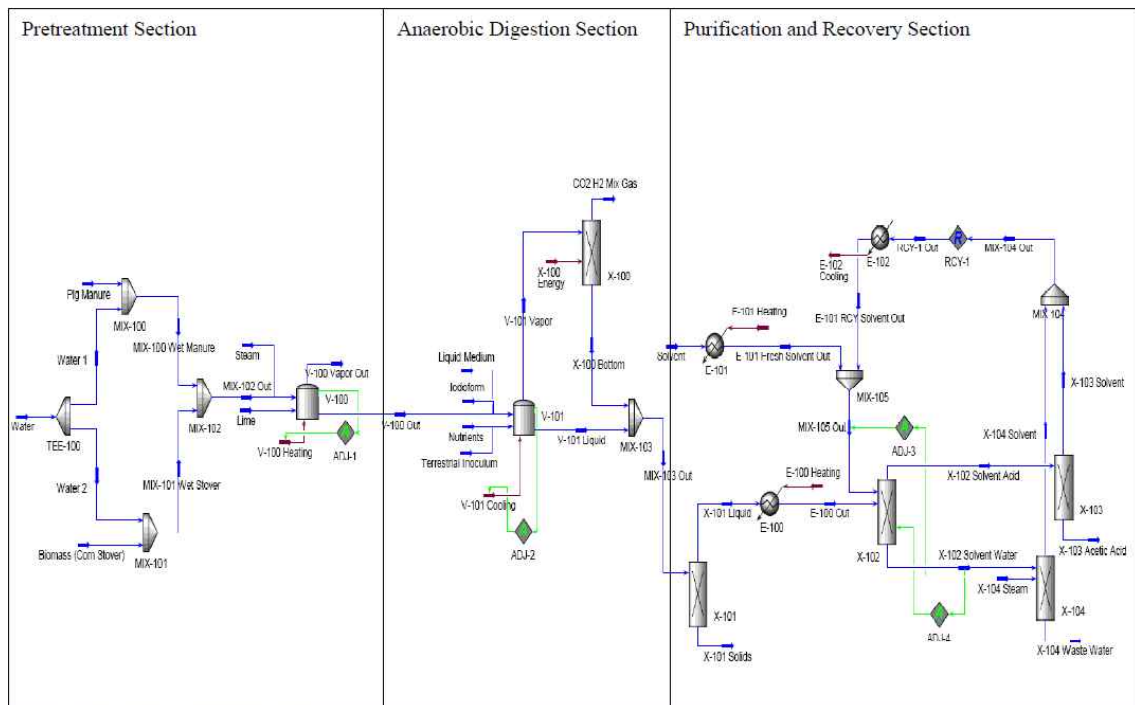 Pretreatment Section
Pig Manure
MIX-100
MIX-100 Wet Manure
Water 1
Water
TEE-100
Water 2
MIX-101 Wet Stover
Biomass (Corn Stover)
MIX-101
MIX-102
MIX-102 Out
Steam
Lime
V-100 Vapor Out
V-100
V-100 Heating
ADJ-1
V-100 Out
Anaerobic Digestion Section
CO2 H2 Mix Gas
X-100 Energy
X-100
V-101 Vapor
X-100 Bottom
Liquid Medium
Iodoform
Nutrients
Terrestrial Inoculum
V-101
V-101 Cooling
ADJ-2
V-101 Liquid
MIX-103
MIX-103 Out
Purification and Recovery Section
E-102 Cooling
E-102
RCY-1 Out
RCY-1
MIX-104 Out
MIX-104
E-101 RCY Solvent Out
E-101 Heating
Solvent
E-101
E-101 Fresh Solvent Out
MIX-105
MIX-105 Out
ADJ-3
X-103 Solvent
X-104 Solvent
X-102 Solvent Acid
X-103
X-103 Acetic Acid
E-100 Heating
X-101 Liquid
E-100
E-100 Out
X-102
X-102 Solvent Water
X-104 Steam
X-104
ADJ-4
X-101
X-101 Solids
X-104 Waste Water